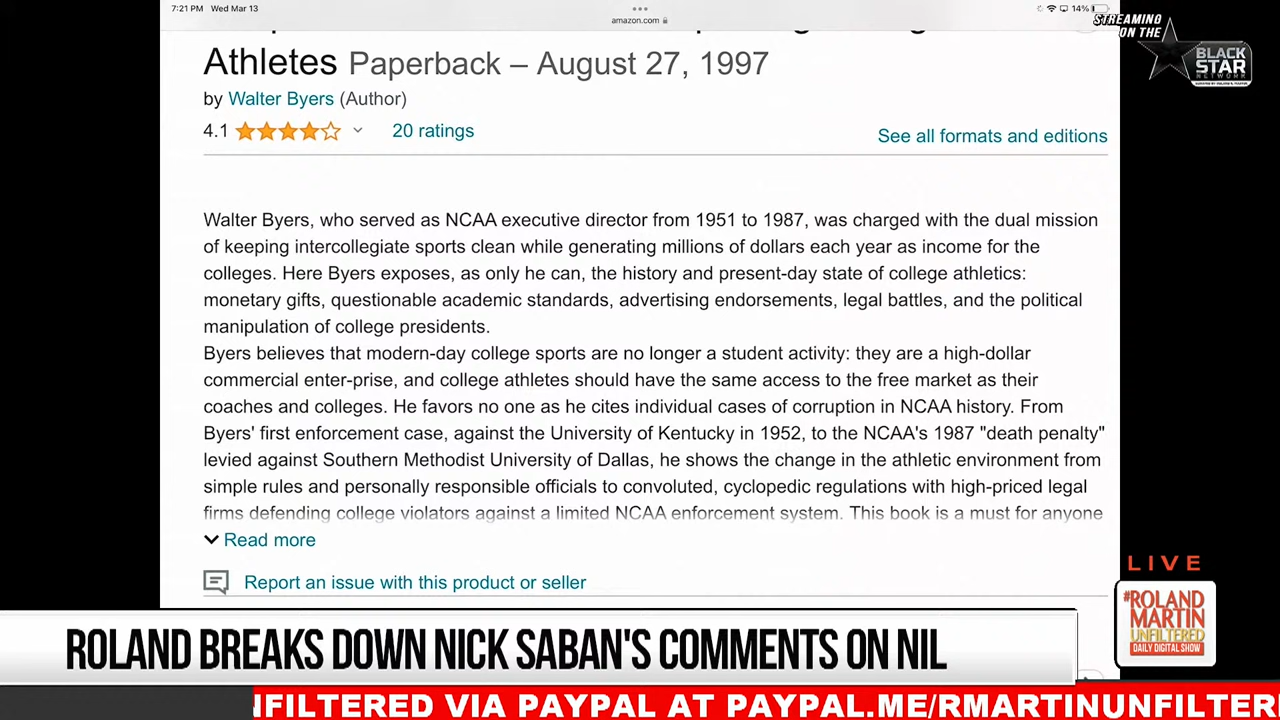 7:21 PM Wed Mar 13
amazon.com
14%
STREAMING
ON THE
BLACK
STAR
NETWORK
Athletes Paperback – August 27, 1997
by Walter Byers (Author)
4.1 20 ratings
See all formats and editions
Walter Byers, who served as NCAA executive director from 1951 to 1987, was charged with the dual mission
of keeping intercollegiate sports clean while generating millions of dollars each year as income for the
colleges. Here Byers exposes, as only he can, the history and present-day state of college athletics:
monetary gifts, questionable academic standards, advertising endorsements, legal battles, and the political
manipulation of college presidents.
Byers believes that modern-day college sports are no longer a student activity: they are a high-dollar
commercial enter-prise, and college athletes should have the same access to the free market as their
coaches and colleges. He favors no one as he cites individual cases of corruption in NCAA history. From
Byers' first enforcement case, against the University of Kentucky in 1952, to the NCAA's 1987 "death penalty"
levied against Southern Methodist University of Dallas, he shows the change in the athletic environment from
simple rules and personally responsible officials to convoluted, cyclopedic regulations with high-priced legal
firms defending college violators against a limited NCAA enforcement system. This book is a must for anyone
Read more
Report an issue with this product or seller
LIVE
#ROLAND
MARTIN
UNFILTERED
DAILY DIGITAL SHOW
ROLAND BREAKS DOWN NICK SABAN'S COMMENTS ON NIL
NFILTERED VIA PAYPAL AT PAYPAL.ME/RMARTINUNFILTER